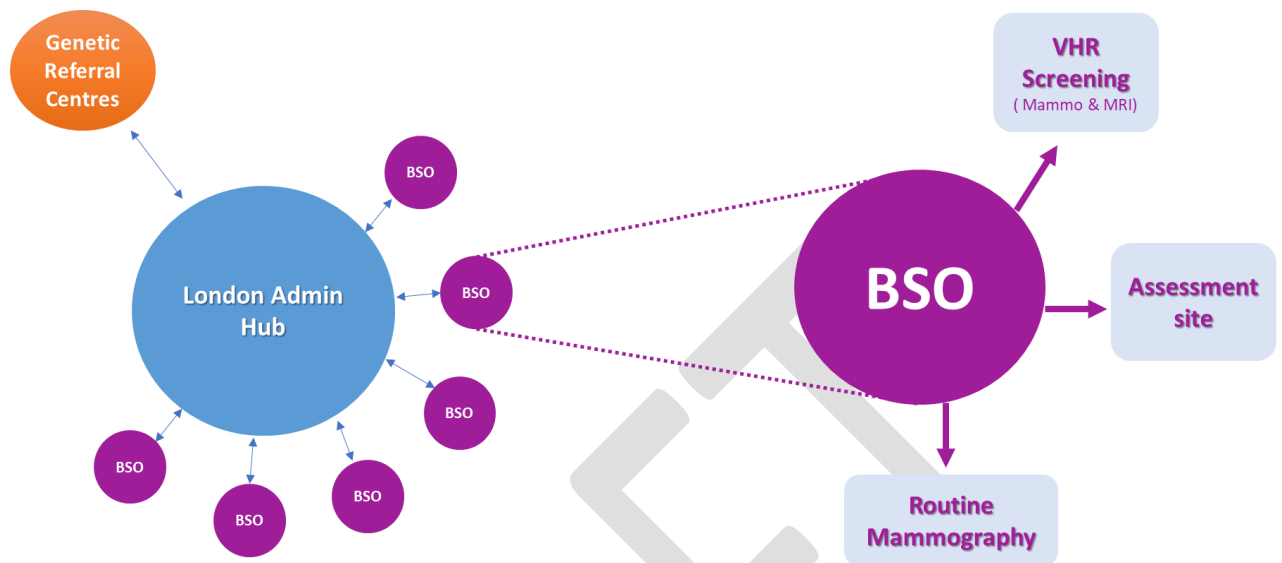 Genetic
Referral
Centres
London Admin
Hub
BSO
BSO
BSO
BSO
BSO
BSO
BSO
VHR
Screening
( Mammo & MRI)
Assessment
site
Routine
Mammography